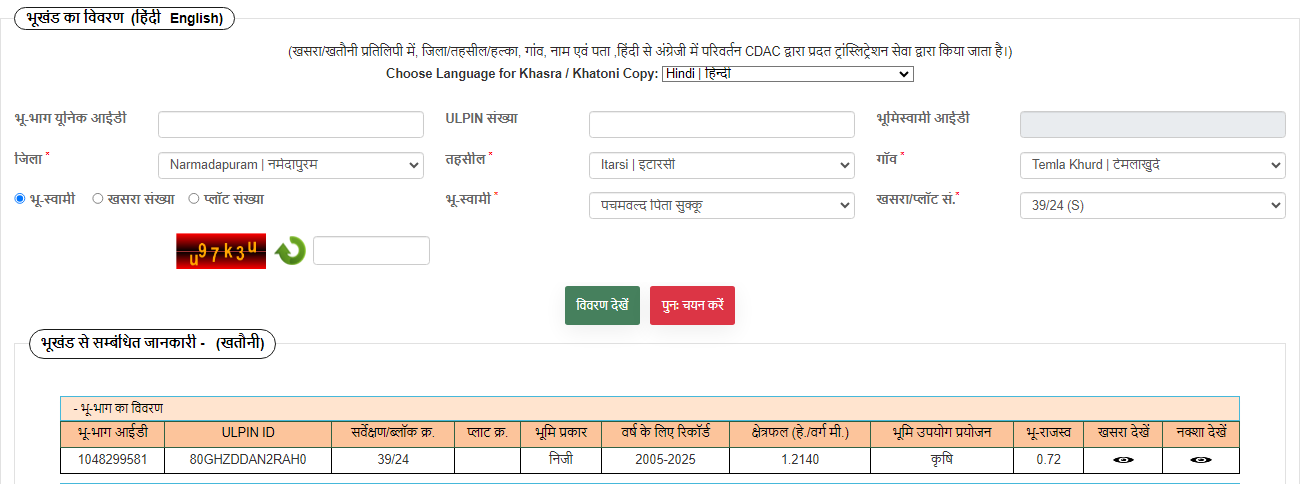 भूखंड का विवरण (हिंदी English)
(खसरा/खतौनी प्रतिलिपी में, जिला/तहसील/हल्का, गांव, नाम एवं पता ,हिंदी से अंग्रेजी में परिवर्तन CDAC द्वारा प्रदत ट्रांस्लिट्रेशन सेवा द्वारा किया जाता है।)
Choose Language for Khasra / Khatoni Copy: Hindi | हिन्दी
भू-भाग यूनिक आईडी ULPIN संख्या भूमिस्वामी आईडी
जिला * Narmadapuram | नर्मदापुरम तहसील * Itarsi | इटारसी गाँव * Temla Khurd | टेमलाखुर्द
भू-स्वामी खसरा संख्या प्लॉट संख्या भू-स्वामी * पचमवल्द पिता सुक्कू खसरा/प्लॉट सं.* 39/24 (S)
u97k3u
विवरण देखें पुनः चयन करें
भूखंड से सम्बंधित जानकारी - (खतौनी)
- भू-भाग का विवरण
भू-भाग आईडी ULPIN ID सर्वेक्षण/ब्लॉक क्र. प्लाट क्र. भूमि प्रकार वर्ष के लिए रिकॉर्ड क्षेत्रफल (हे./वर्ग मी.) भूमि उपयोग प्रयोजन भू-राजस्व खसरा देखें नक्शा देखें
1048299581 80GHZDDAN2RAH0 39/24 निजी 2005-2025 1.2140 कृषि 0.72